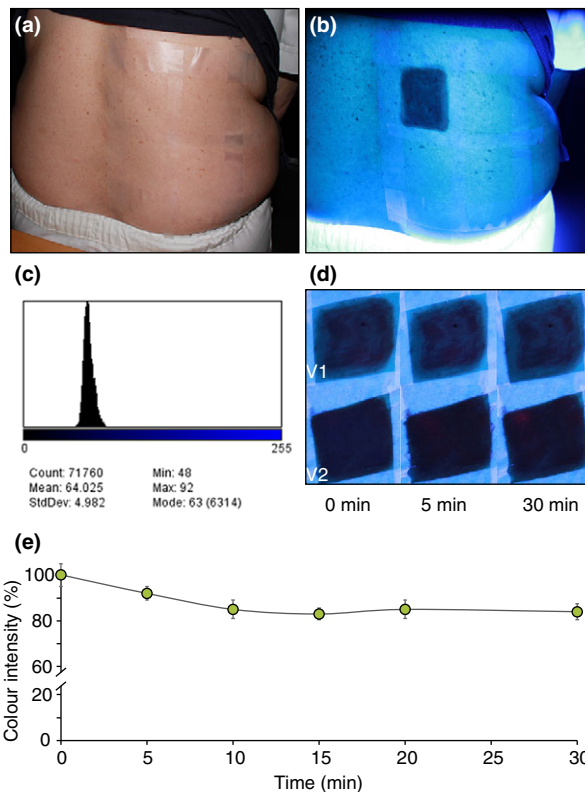 (a)
(b)
(c)
0
255
Count: 71760
Min: 48
Mean: 64.025
Max: 92
StdDev: 4.982
Mode: 63 (6314)
(d)
V1
V2
0 min
5 min
30 min
(e)
Colour intensity (%)
100
80
60
20
0
0
5
10
15
20
25
30
Time (min)